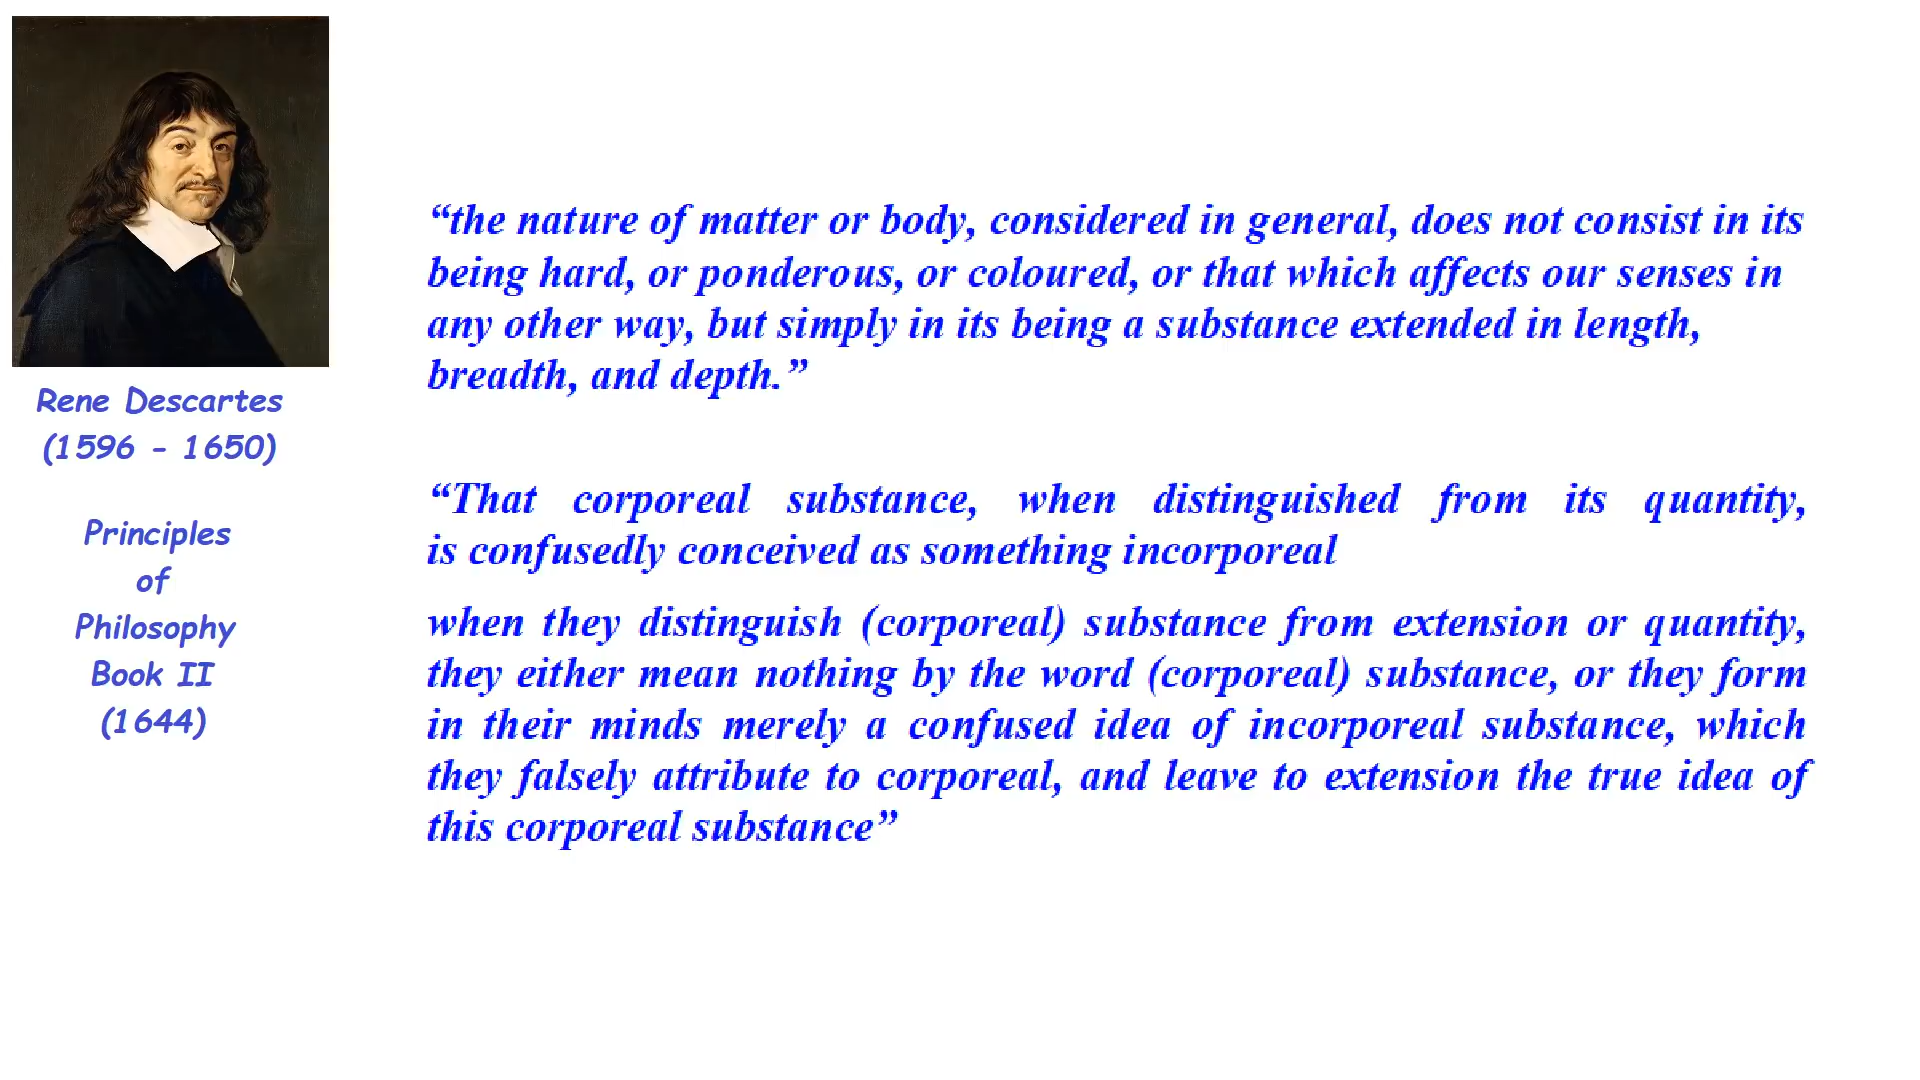 Rene Descartes
(1596 - 1650)
Principles
of
Philosophy
Book II
(1644)
“the nature of matter or body, considered in general, does not consist in its
being hard, or ponderous, or coloured, or that which affects our senses in
any other way, but simply in its being a substance extended in length,
breadth, and depth.”
“That corporeal substance, when distinguished from its quantity,
is confusedly conceived as something incorporeal
when they distinguish (corporeal) substance from extension or quantity,
they either mean nothing by the word (corporeal) substance, or they form
in their minds merely a confused idea of incorporeal substance, which
they falsely attribute to corporeal, and leave to extension the true idea of
this corporeal substance”